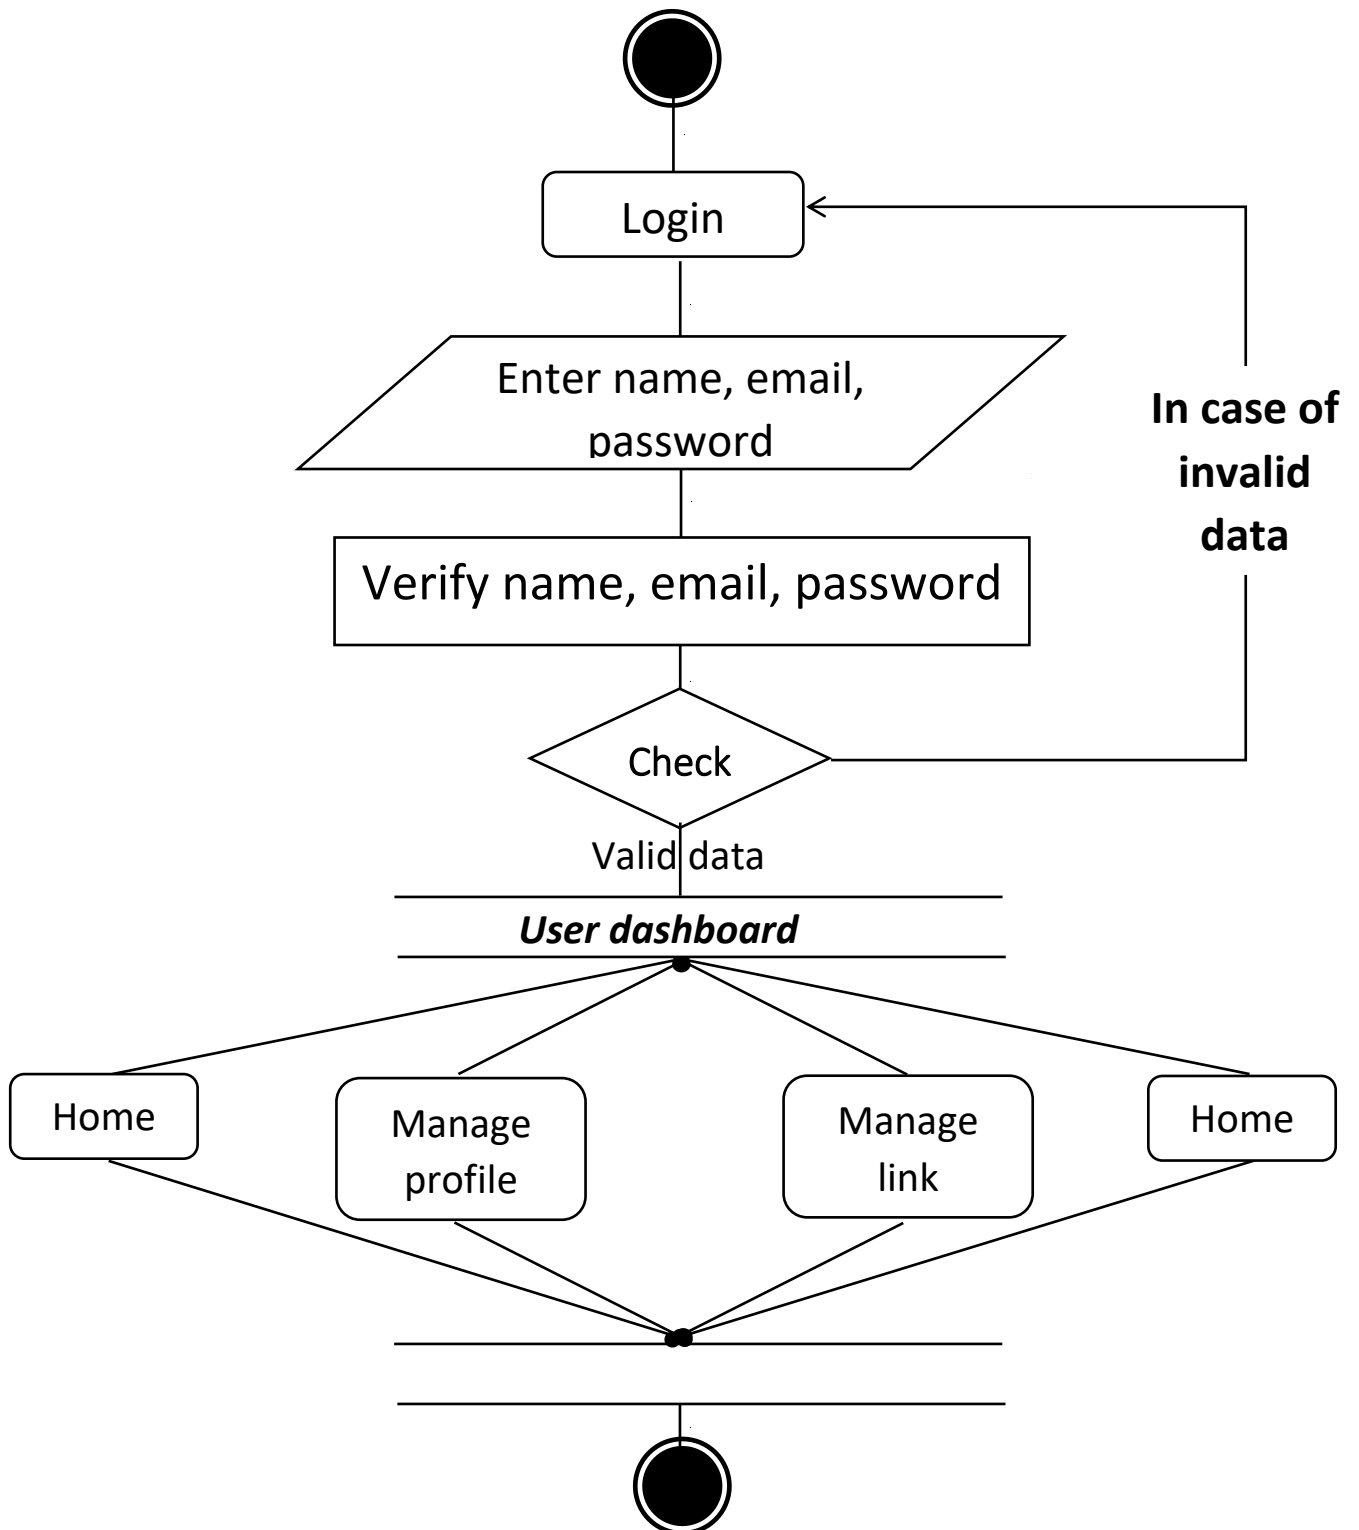 Login
Enter name, email,
password
In case of
invalid
data
Verify name, email, password
Check
Valid data
User dashboard
Home
Manage
profile
Manage
link
Home